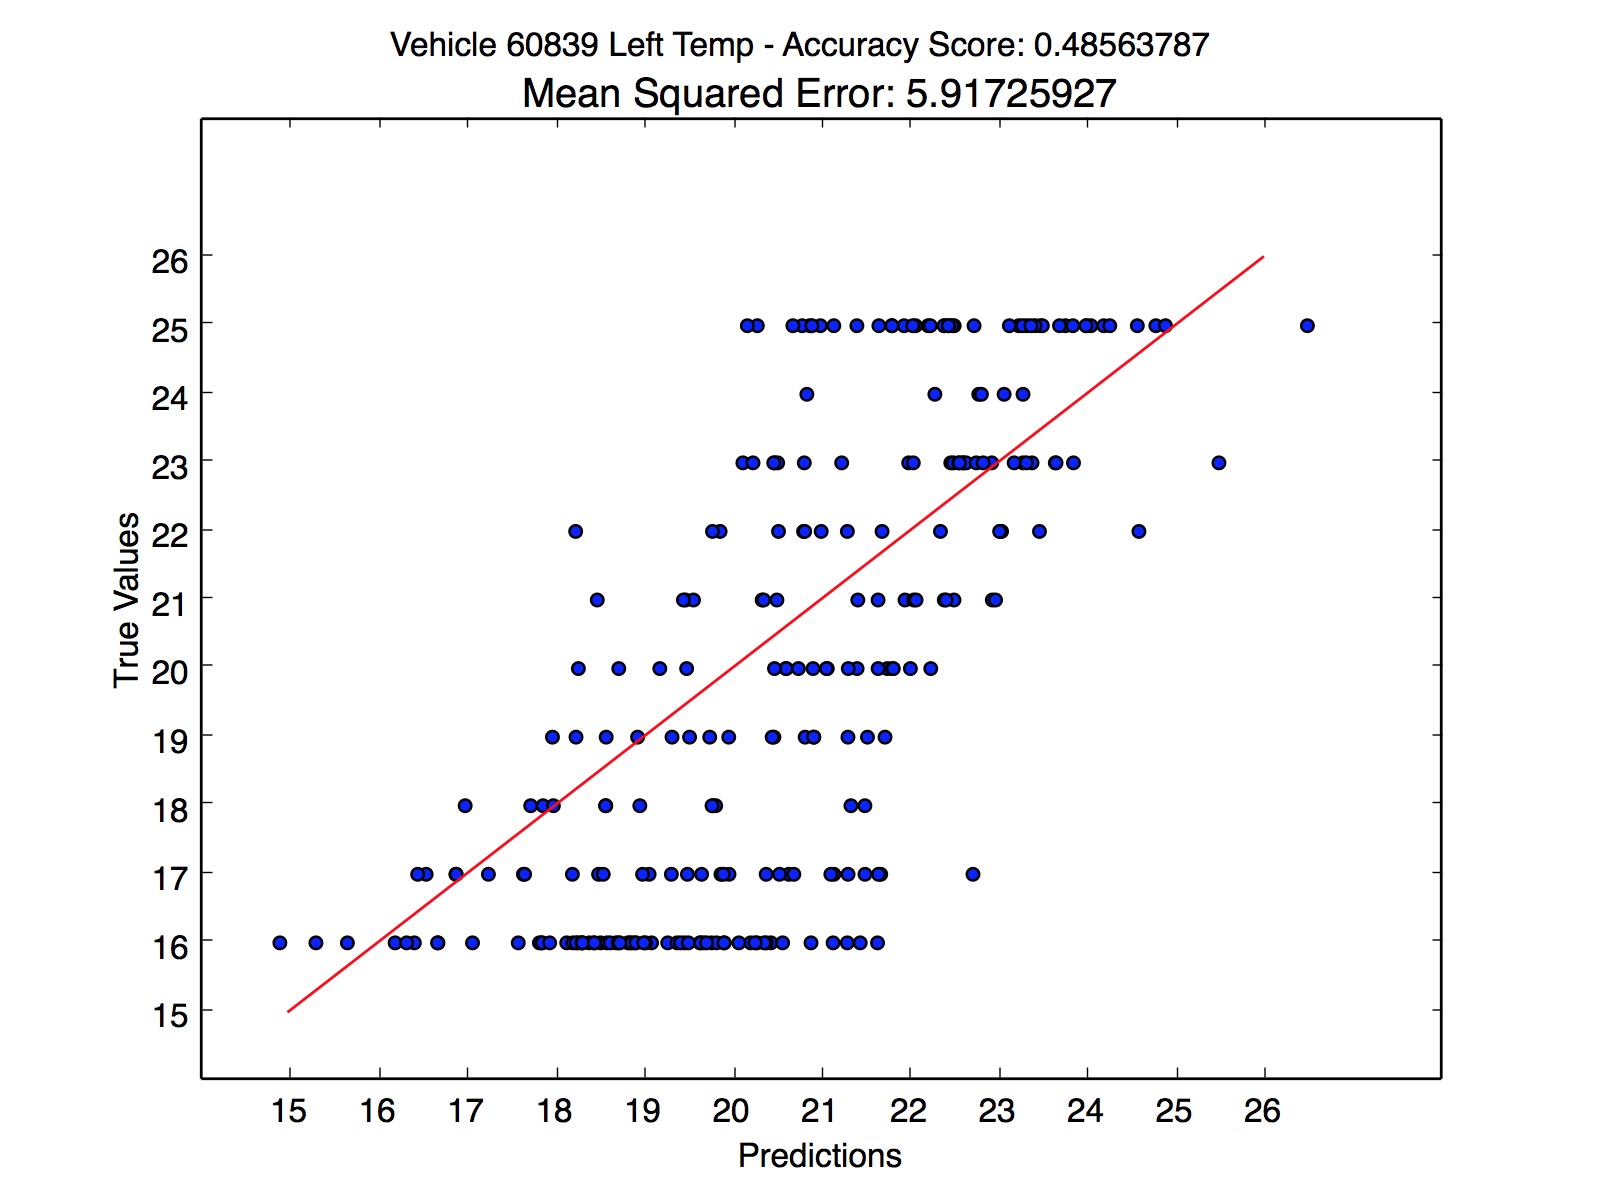 Vehicle 60839 Left Temp - Accuracy Score: 0.48563787
Mean Squared Error: 5.91725927
26
25
24
23
22
21
20
19
18
17
16
15
True Values
15 16 17 18 19 20 21 22 23 24 25 26
Predictions